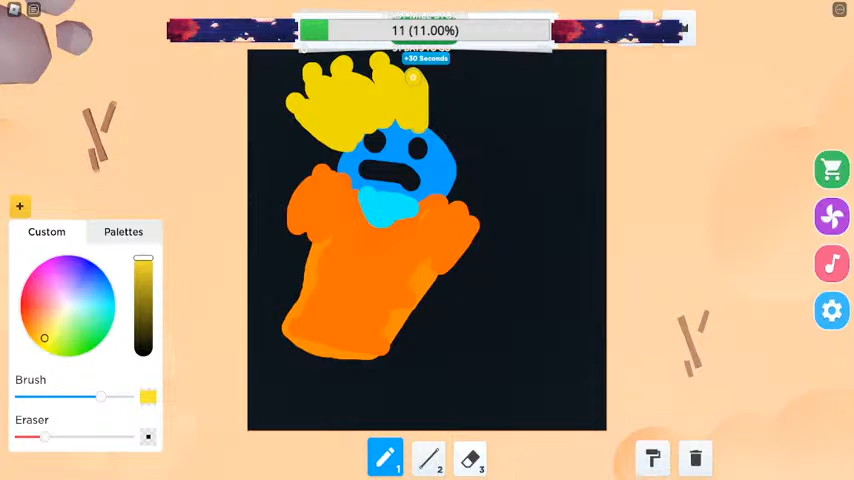 11 (11.00%)
+30 Seconds
Custom
Palettes
Brush
Eraser
1
2
3